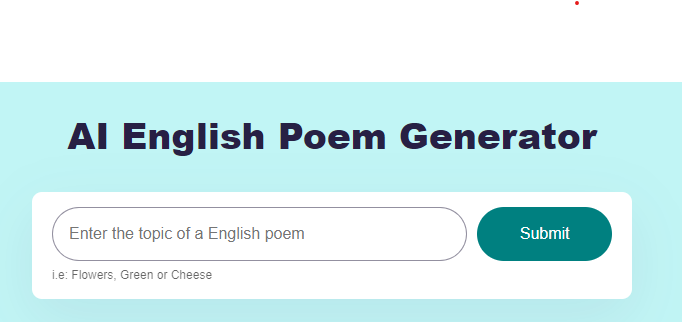 AI English Poem Generator
Enter the topic of a English poem
Submit
i.e: Flowers, Green or Cheese